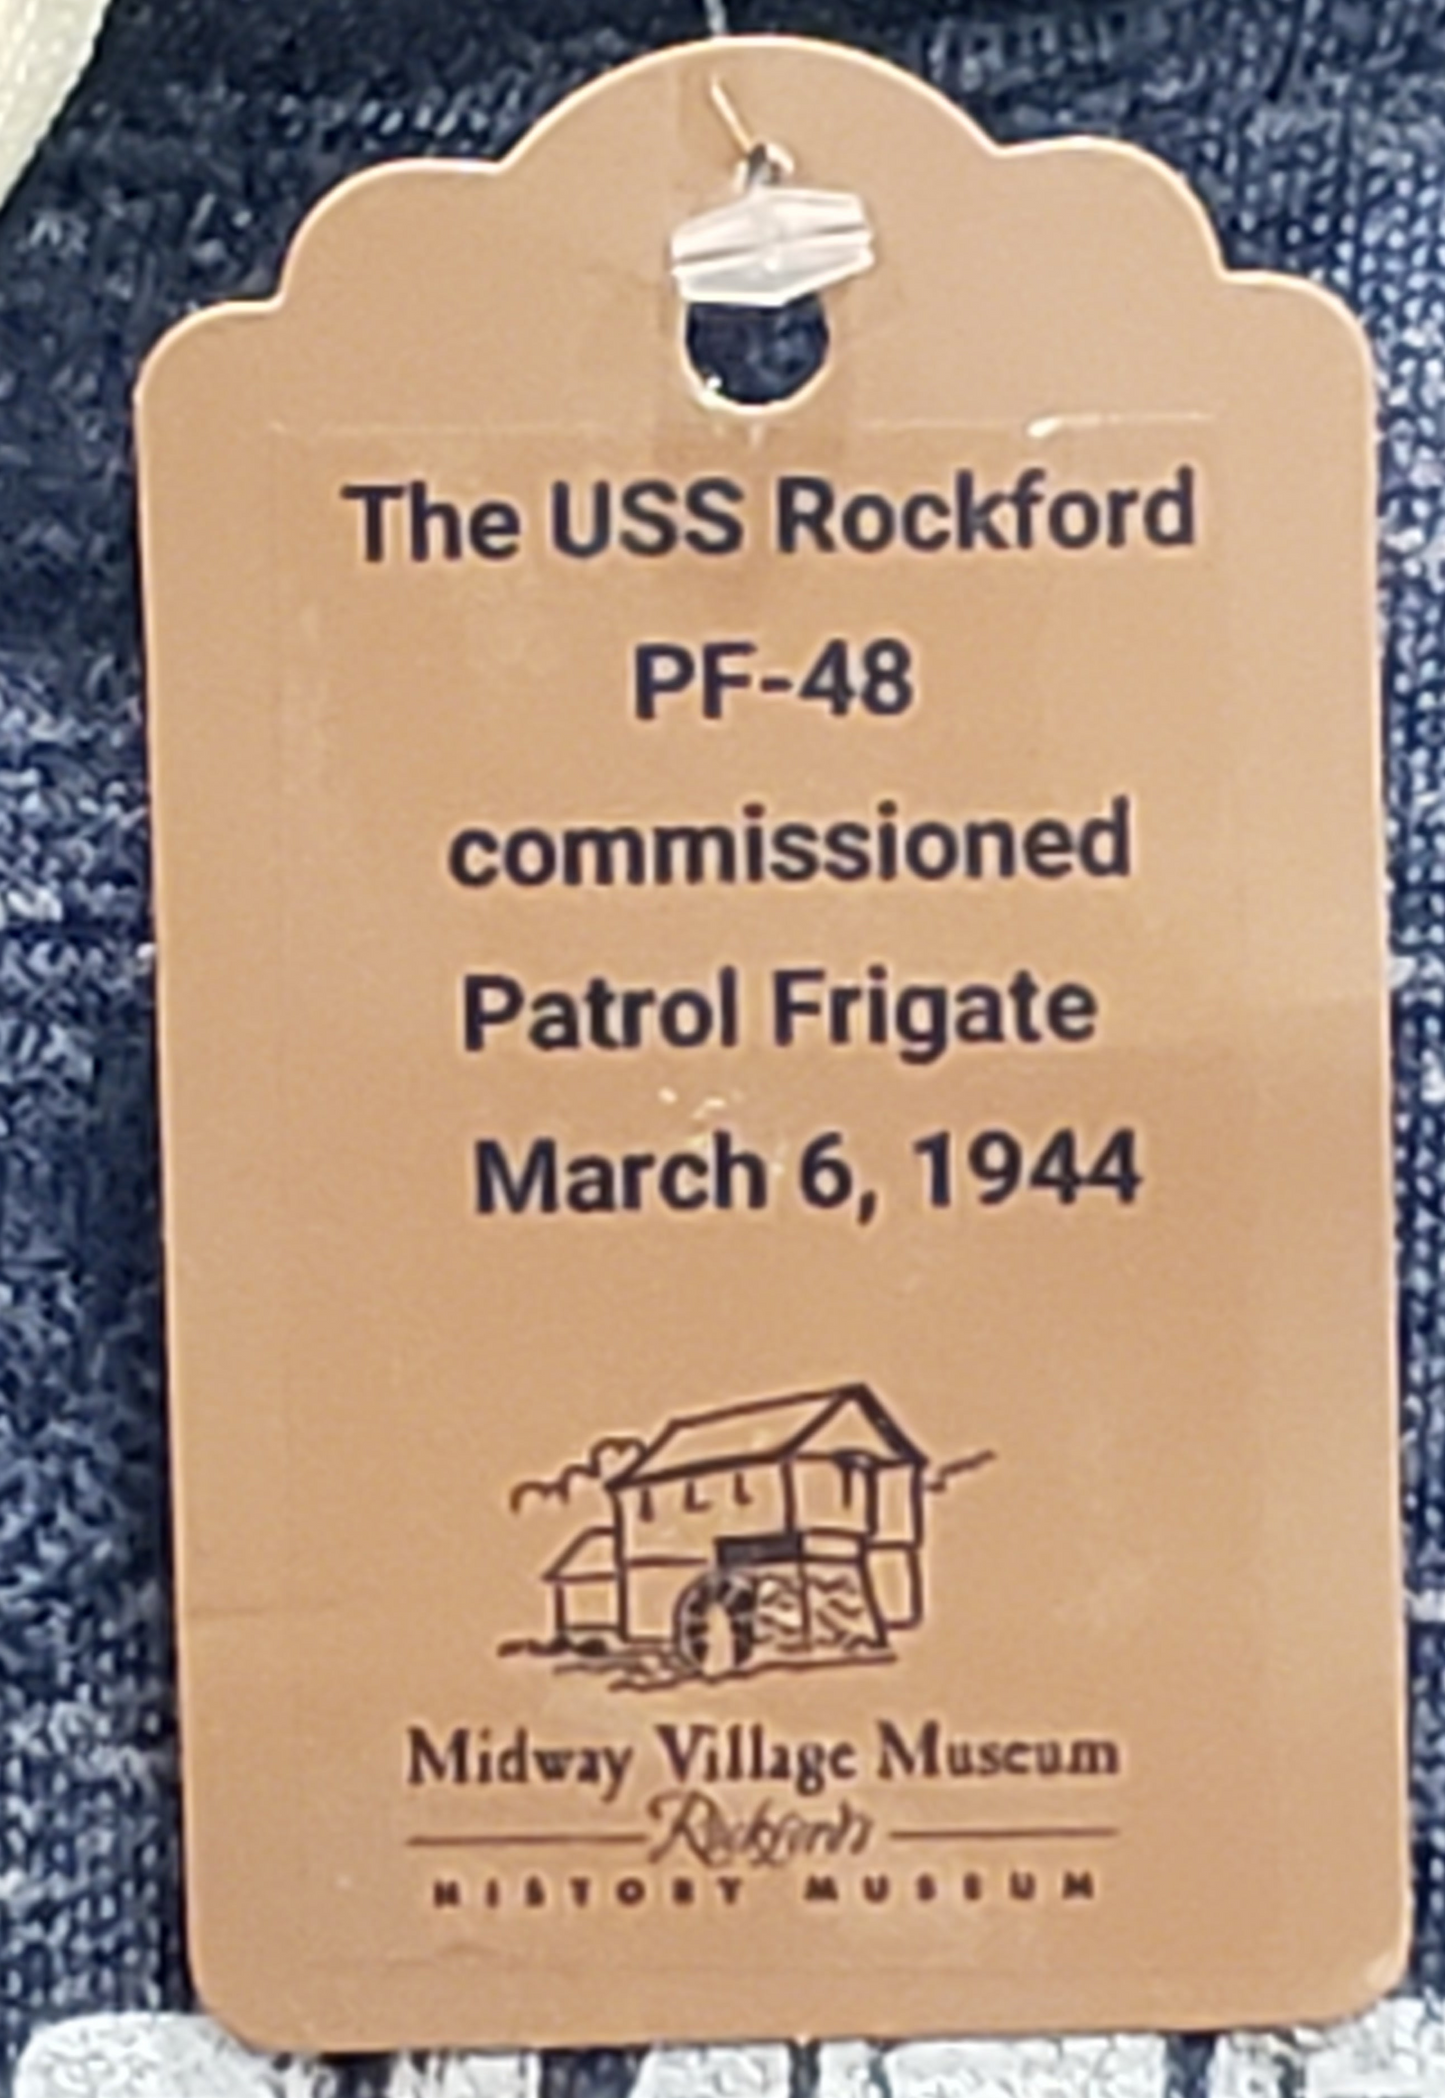 The USS Rockford
PF-48
commissioned
Patrol Frigate
March 6, 1944
Midway Village Museum
Rockford's
HISTORY MUSEUM